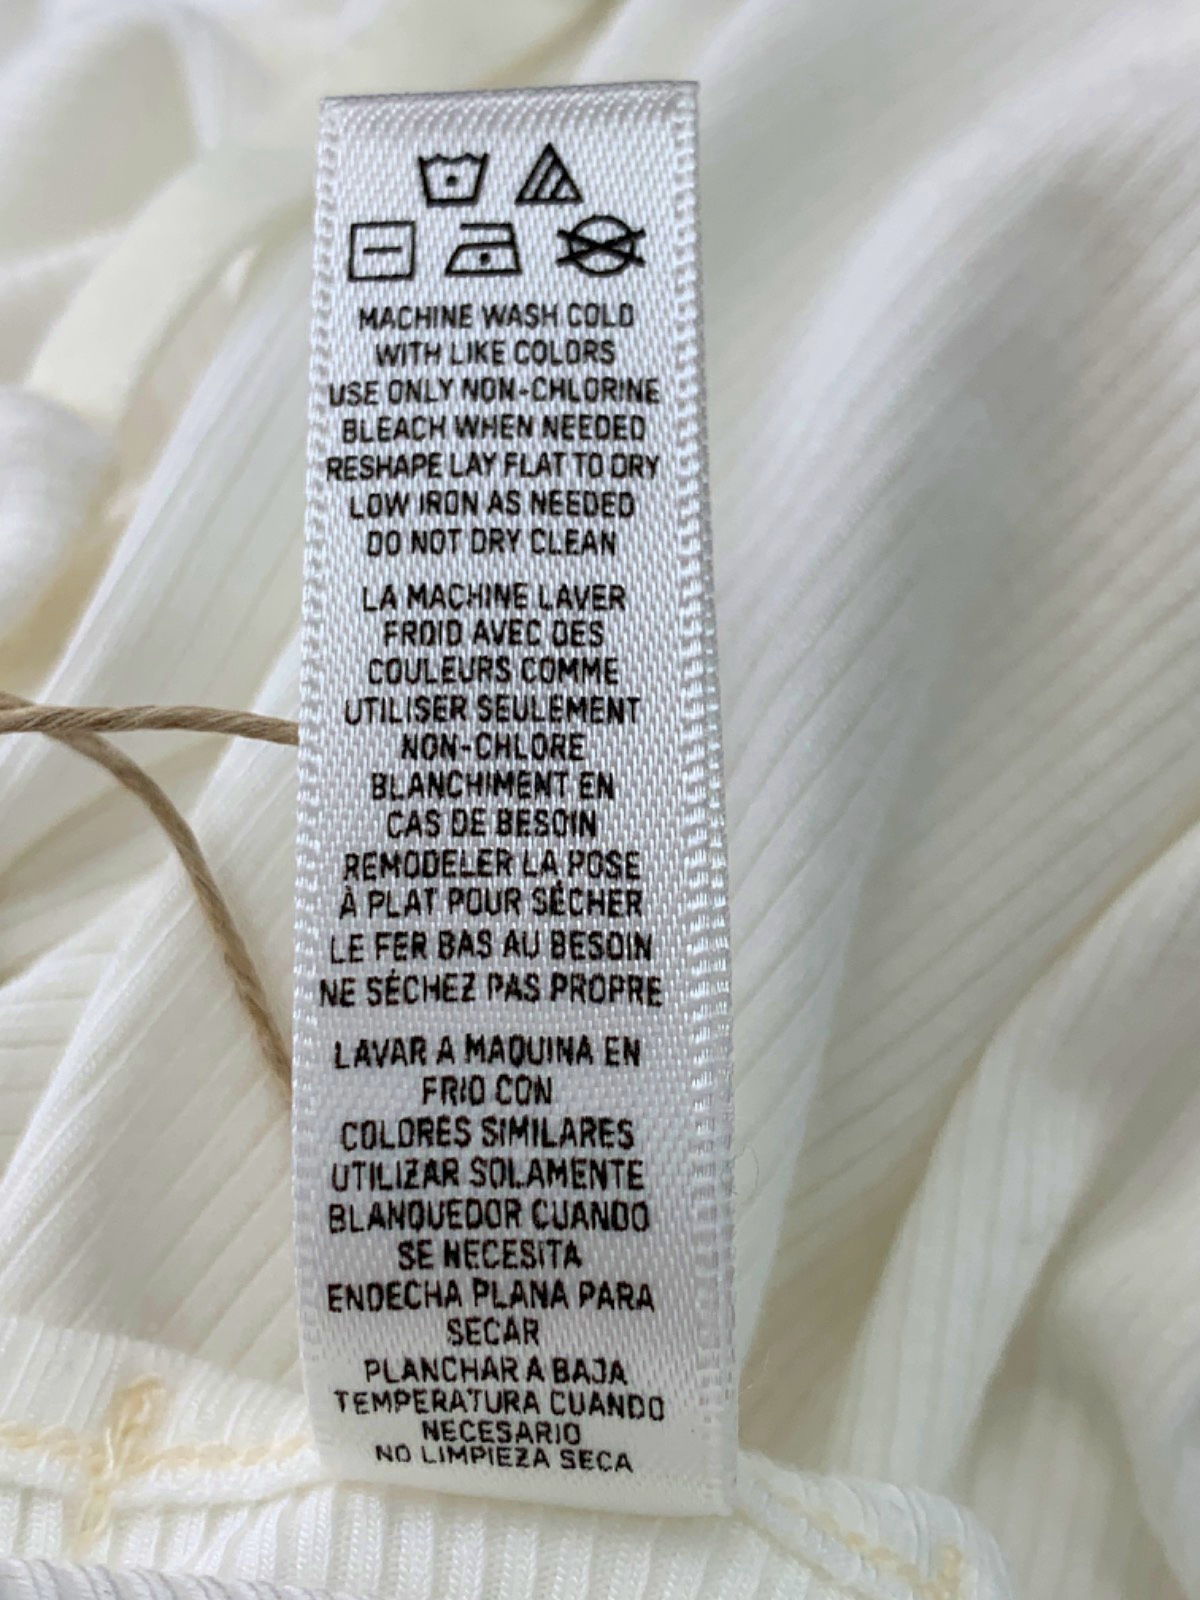 MACHINE WASH COLD
WITH LIKE COLORS
USE ONLY NON-CHLORINE
BLEACH WHEN NEEDED
RESHAPE LAY FLAT TO DRY
LOW IRON AS NEEDED
DO NOT DRY CLEAN
LA MACHINE LAVER
FROID AVEC DES
COULEURS COMME
UTILISER SEULEMENT
NON-CHLORE
BLANCHIMENT EN
CAS DE BESOIN
REMODELER LA POSE
À PLAT POUR SÉCHER
LE FER BAS AU BESOIN
NE SÉCHEZ PAS PROPRE
LAVAR A MAQUINA EN
FRIO CON
COLORES SIMILARES
UTILIZAR SOLAMENTE
BLANQUEDOR CUANDO
SE NECESITA
ENDECHA PLANA PARA
SECAR
PLANCHAR A BAJA
TEMPERATURA CUANDO
NECESARIO
NO LIMPIEZA SECA